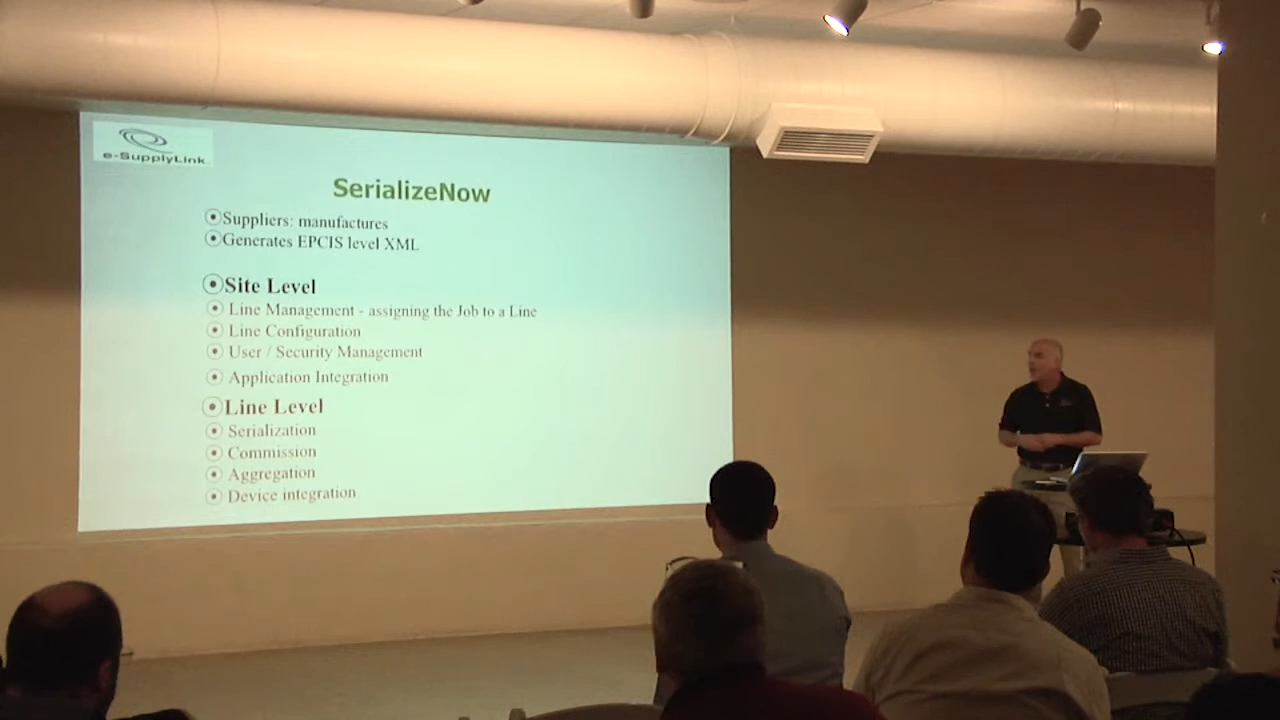 e-SupplyLink
SerializeNow
Suppliers: manufactures
Generates EPCIS level XML
Site Level
Line Management - assigning the Job to a Line
Line Configuration
User / Security Management
Application Integration
Line Level
Serialization
Commission
Aggregation
Device integration